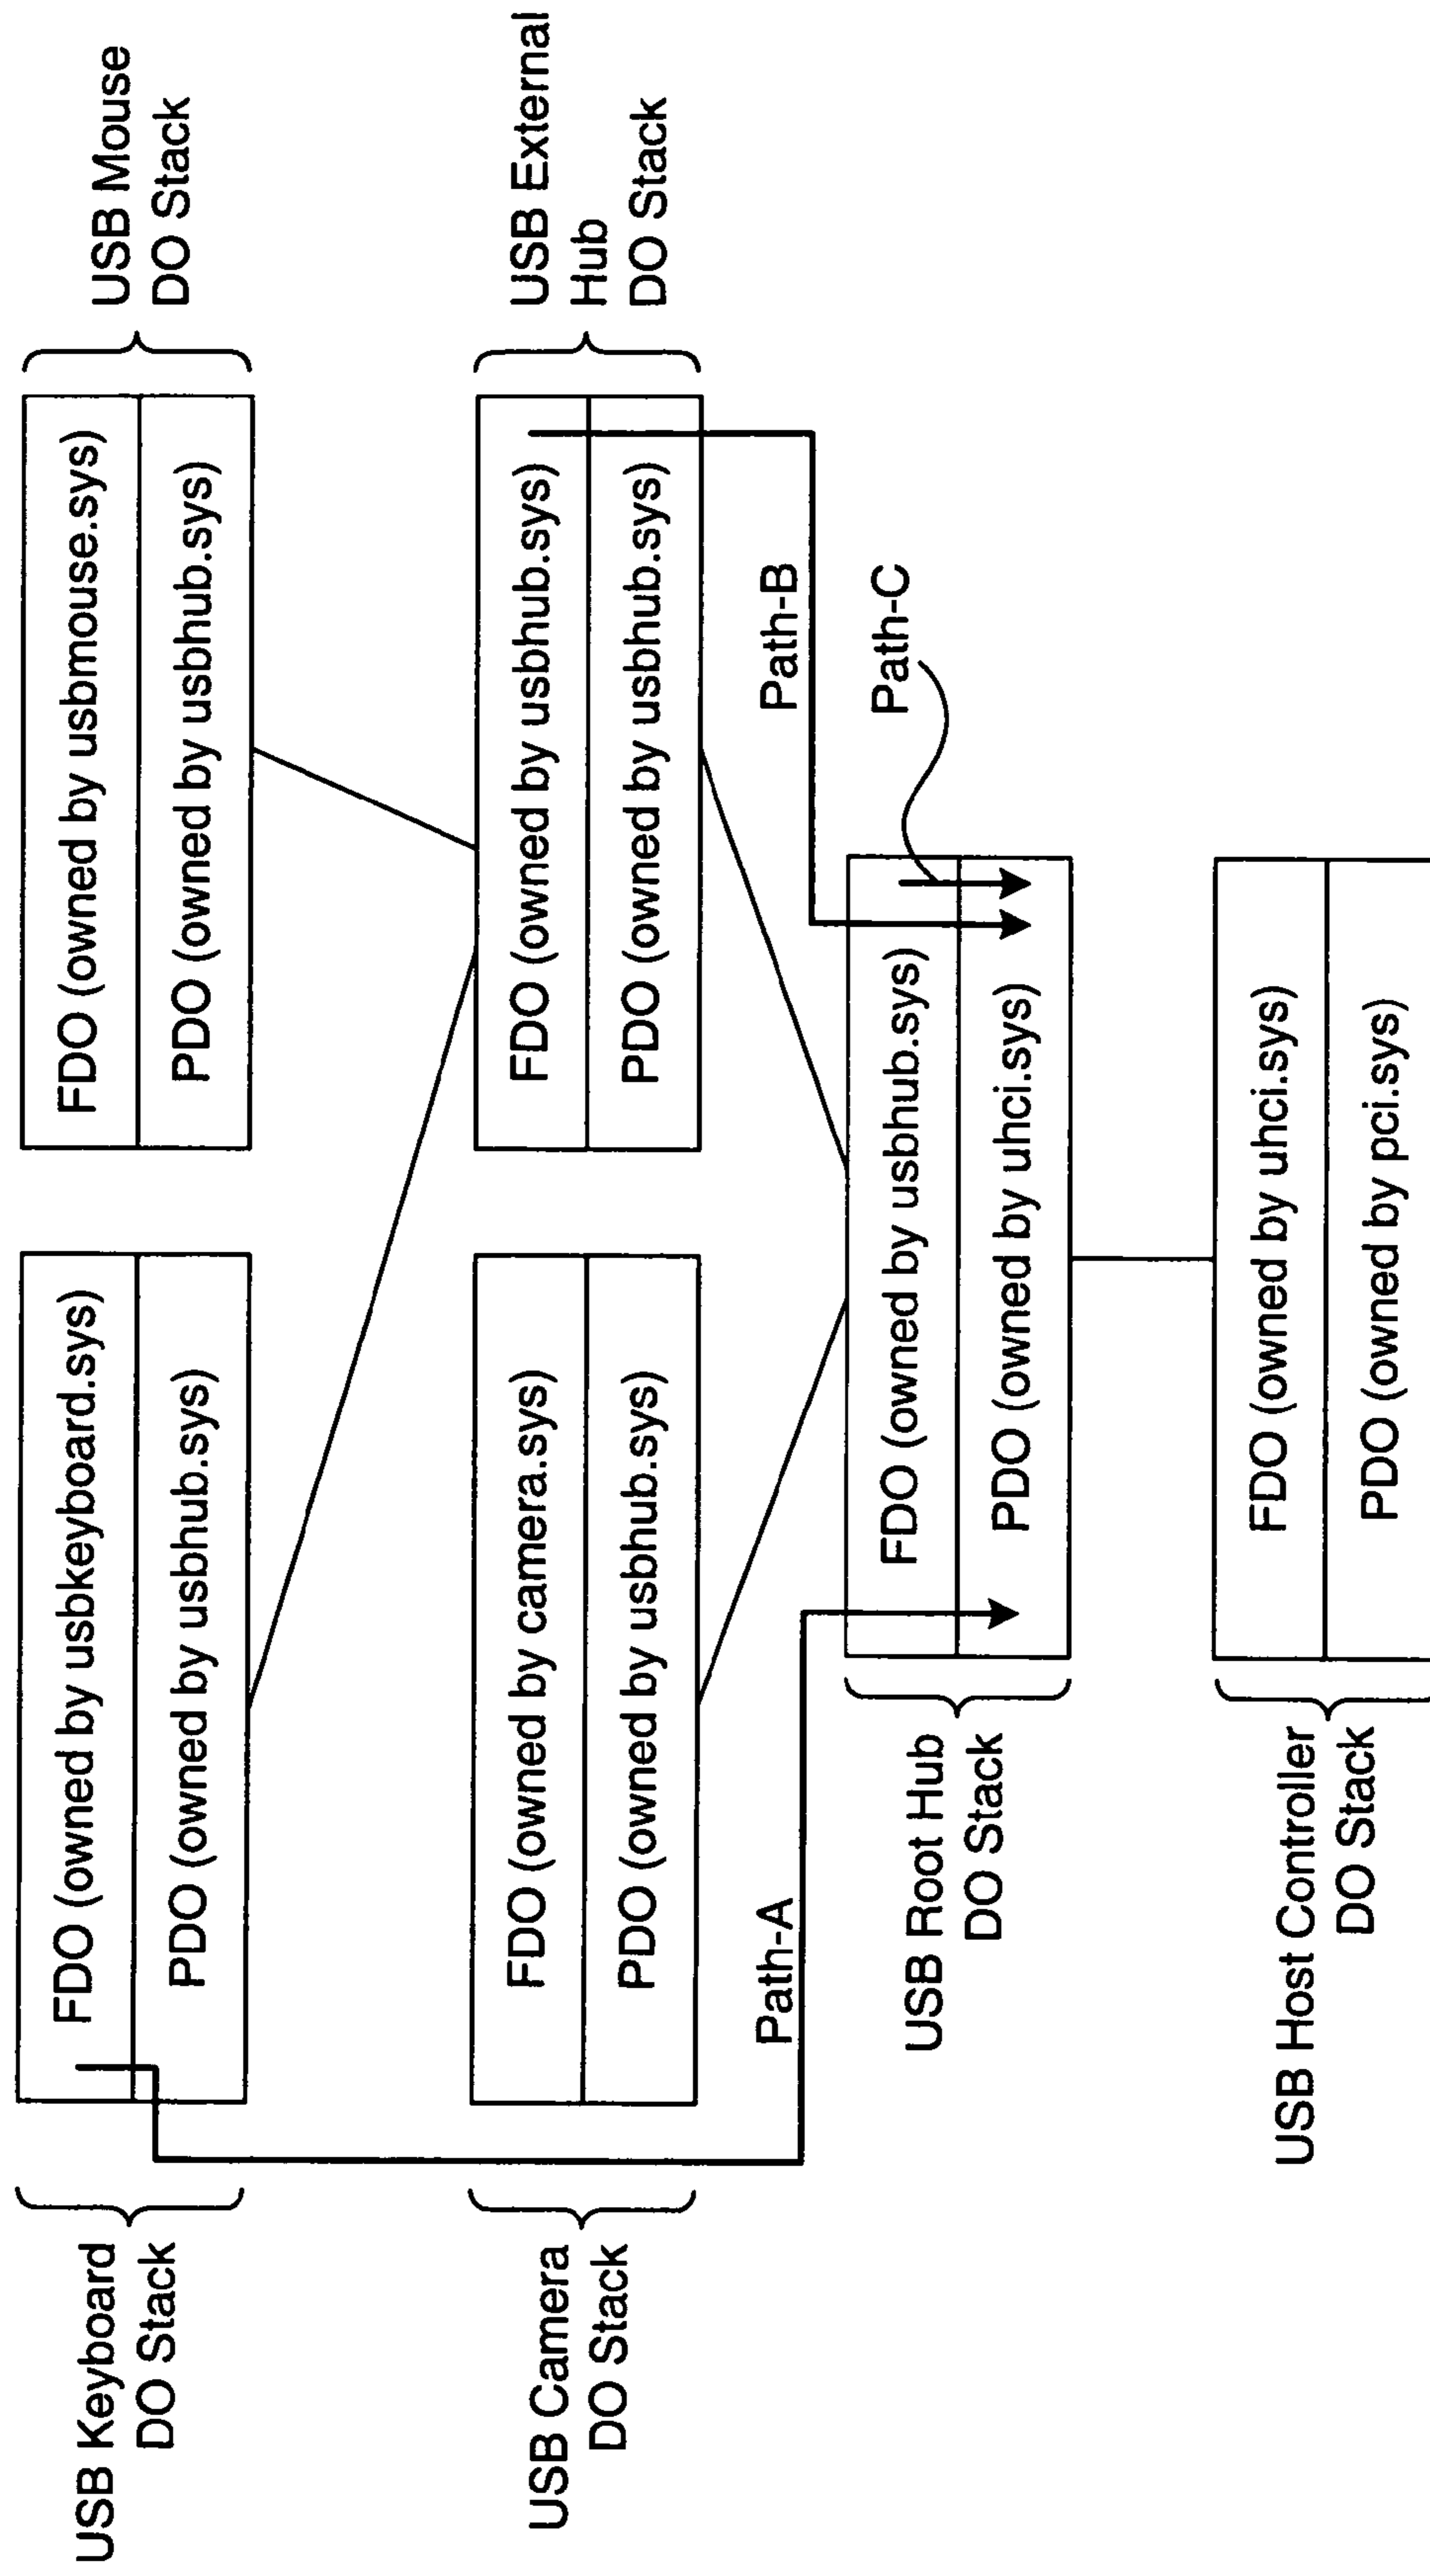 USB Keyboard
DO Stack
FDO (owned by usbkeyboard.sys)
PDO (owned by usbhub.sys)
FDO (owned by usbmouse.sys)
PDO (owned by usbhub.sys)
USB Mouse
DO Stack
USB Camera
DO Stack
FDO (owned by camera.sys)
PDO (owned by usbhub.sys)
FDO (owned by usbhub.sys)
PDO (owned by usbhub.sys)
USB External
Hub
DO Stack
Path-A
Path-B
Path-C
USB Root Hub
DO Stack
FDO (owned by usbhub.sys)
PDO (owned by uhci.sys)
USB Host Controller
DO Stack
FDO (owned by uhci.sys)
PDO (owned by pci.sys)